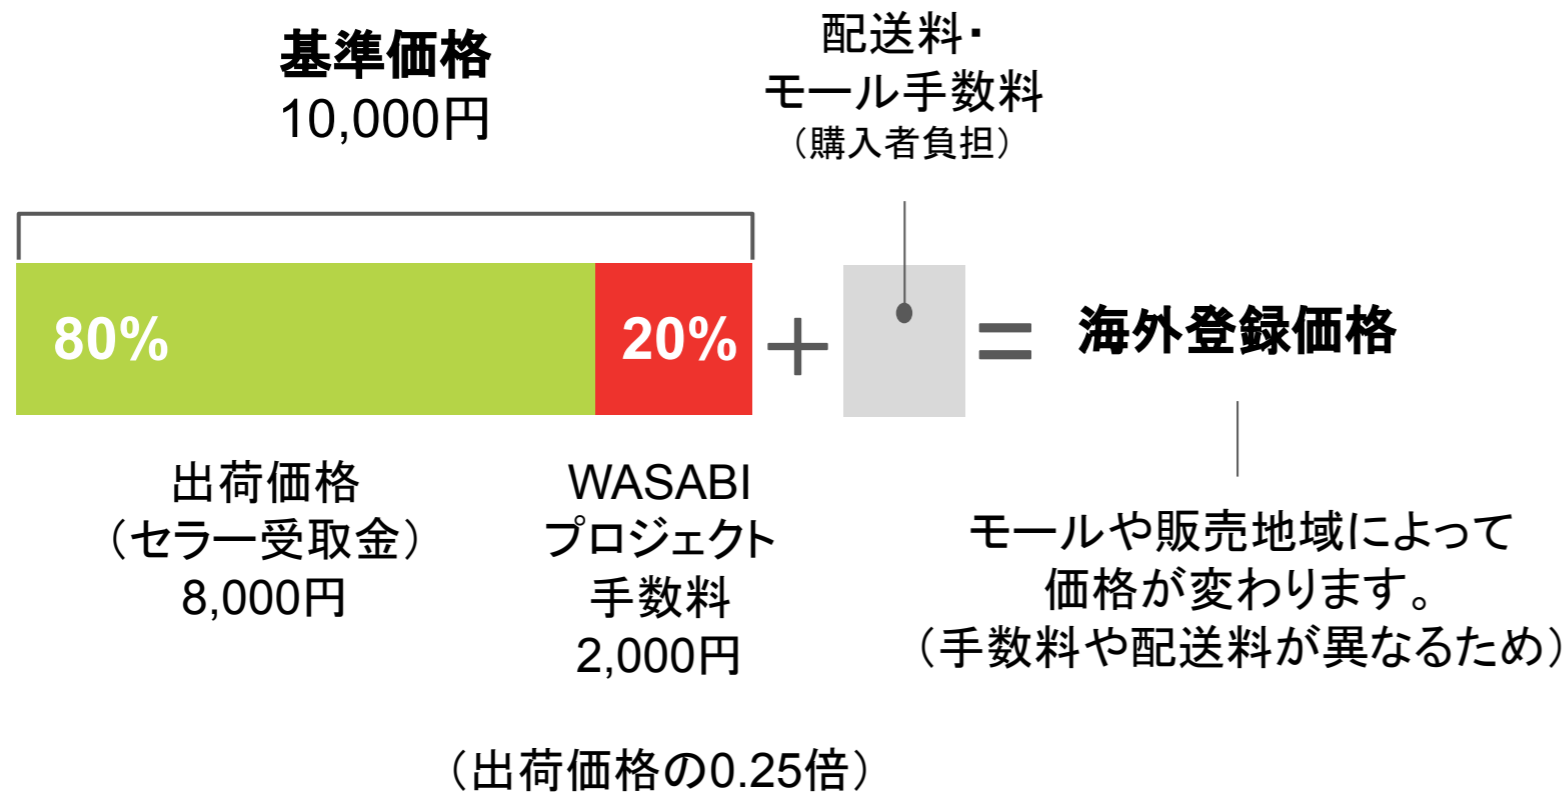 基準価格
10,000円
配送料・
モール手数料
（購入者負担）
80%
20%
+
=
海外登録価格
出荷価格
（セラー受取金）
8,000円
WASABI
プロジェクト
手数料
2,000円
モールや販売地域によって
価格が変わります。
（手数料や配送料が異なるため）
（出荷価格の0.25倍）